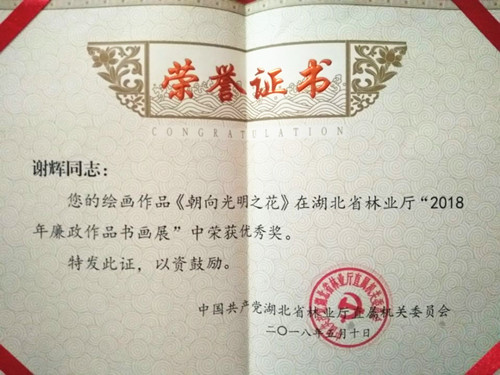 荣誉证书
CONGRATULATION
谢辉同志：
您的绘画作品《朝向光明之花》在湖北省林业厅“2018
年廉政作品书画展”中荣获优秀奖。
特发此证，以资鼓励。
中国共产党湖北省林业厅直属机关委员会
二〇一八年五月十日